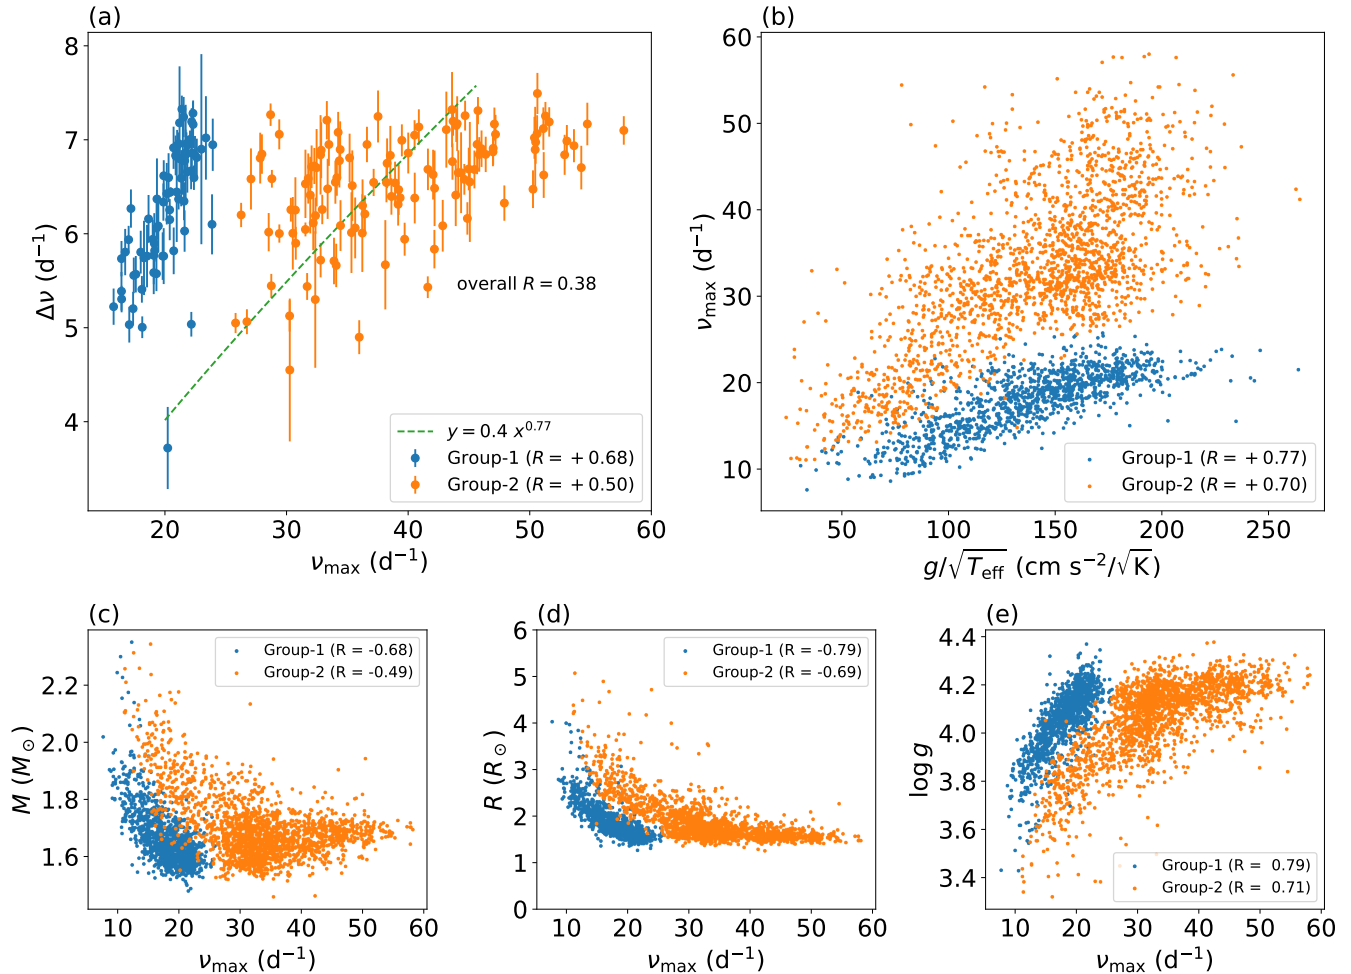 (a)
8
7
6
5
4
Δν (d⁻¹)
overall R = 0.38
y = 0.4 x^0.77
Group-1 (R = +0.68)
Group-2 (R = +0.50)
20 30 40 50 60
ν_max (d⁻¹)
(b)
60
50
40
30
20
10
ν_max (d⁻¹)
Group-1 (R = +0.77)
Group-2 (R = +0.70)
50 100 150 200 250
g/√T_eff (cm s⁻²/√K)
(c)
2.2
2.0
1.8
1.6
M (M⊙)
Group-1 (R = -0.68)
Group-2 (R = -0.49)
10 20 30 40 50 60
ν_max (d⁻¹)
(d)
6
5
4
3
2
1
0
R (R⊙)
Group-1 (R = -0.79)
Group-2 (R = -0.69)
10 20 30 40 50 60
ν_max (d⁻¹)
(e)
4.4
4.2
4.0
3.8
3.6
3.4
log g
Group-1 (R = 0.79)
Group-2 (R = 0.71)
10 20 30 40 50 60
ν_max (d⁻¹)